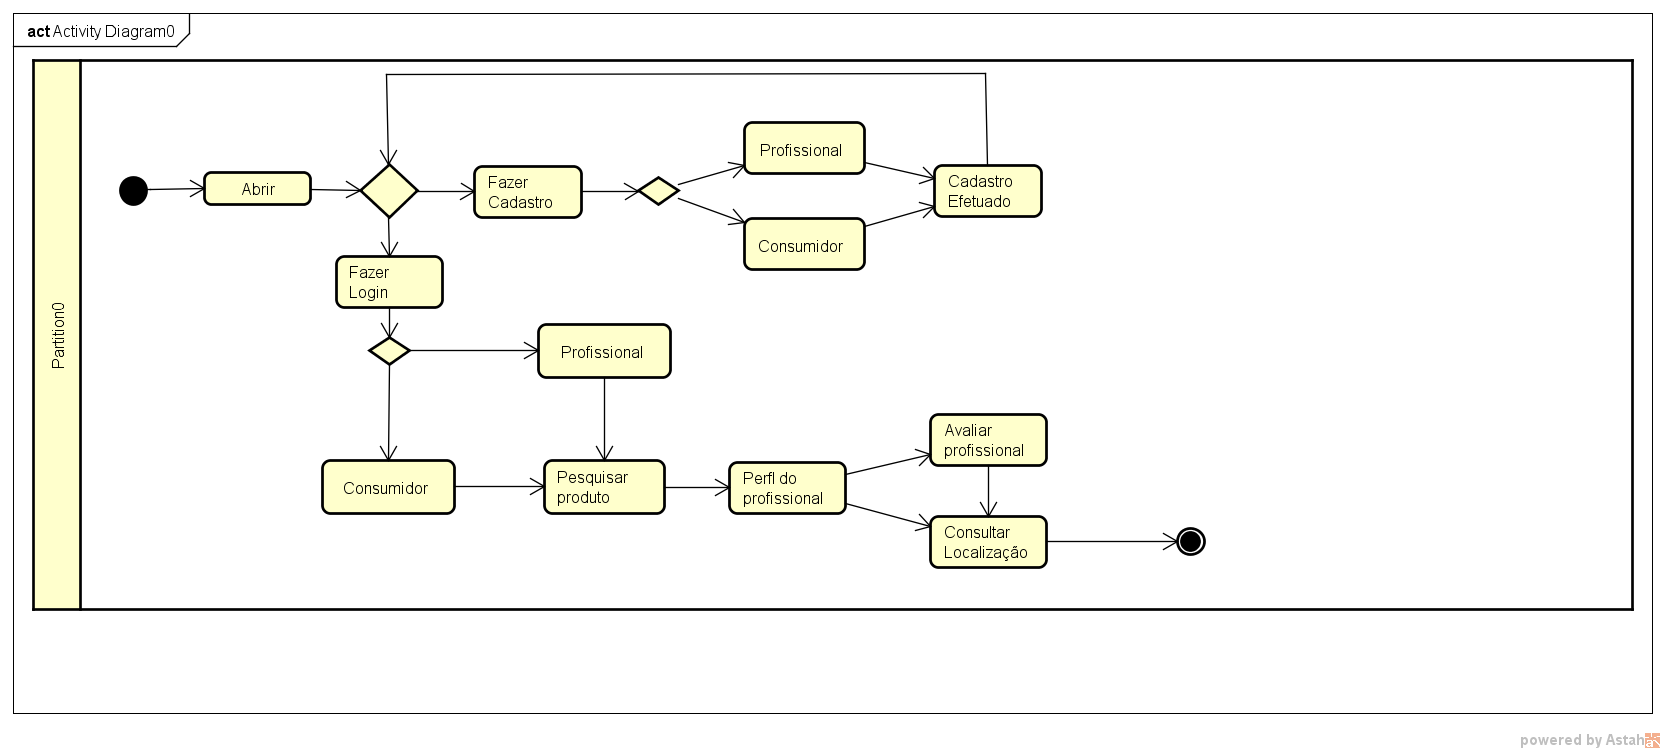 act Activity Diagram0
Partition0
Abrir
Fazer
Cadastro
Profissional
Consumidor
Cadastro
Efetuado
Fazer
Login
Profissional
Consumidor
Pesquisar
produto
Perfl do
profissional
Avaliar
profissional
Consultar
Localização
powered by Astah